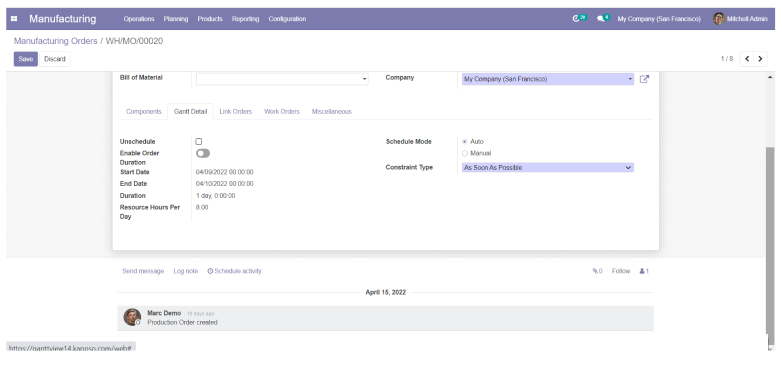 Manufacturing Operations Planning Products Reporting Configuration 39 4 My Company (San Francisco) Mitchell Admin
Manufacturing Orders / WH/MO/00020
Save Discard 1 / 8
Bill of Material Company My Company (San Francisco)
Components Gantt Detail Link Orders Work Orders Miscellaneous
Unschedule Schedule Mode Auto
Enable Order Manual
Duration
Start Date 04/09/2022 00:00:00 Constraint Type As Soon As Possible
End Date 04/10/2022 00:00:00
Duration 1 day, 0:00:00
Resource Hours Per 8.00
Day
Send message Log note Schedule activity 0 Follow 1
April 15, 2022
Marc Demo - 19 days ago
Production Order created
https://ganttview14.kappso.com/web#